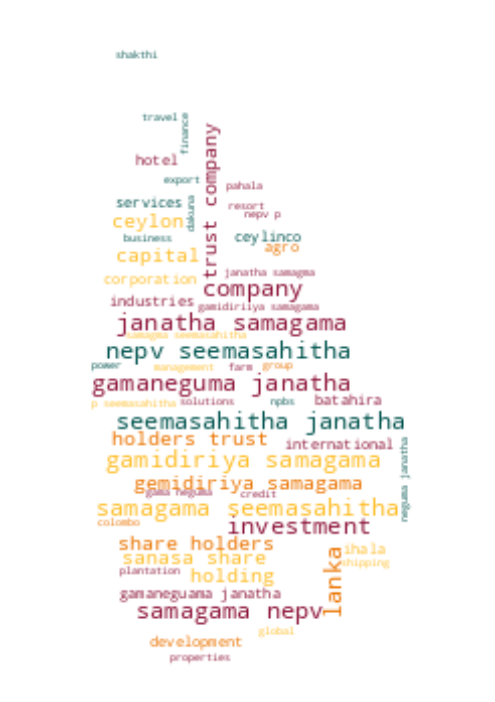 shakthi
travel
finance
trust company
hotel
export
pahala
services
dakuna
resort
nepv p
ceylon
business
ceylinco
agro
capital
janatha samagma
corporation
company
industries
gamidiriiya samagama
janatha samagama
samagma seemasahitha
nepv seemasahitha
power
management
farm
group
gamaneguma janatha
p seemasahitha
solutions
npbs
batahira
seemasahitha janatha
holders trust
international
neguma janatha
gamidiriya samagama
gemidiriya samagama
gama neguma
credit
samagama seemasahitha
colombo
investment
share holders
lanka
ihala
sanasa share
shipping
plantation
holding
gamaneguama janatha
samagama nepv
global
development
properties